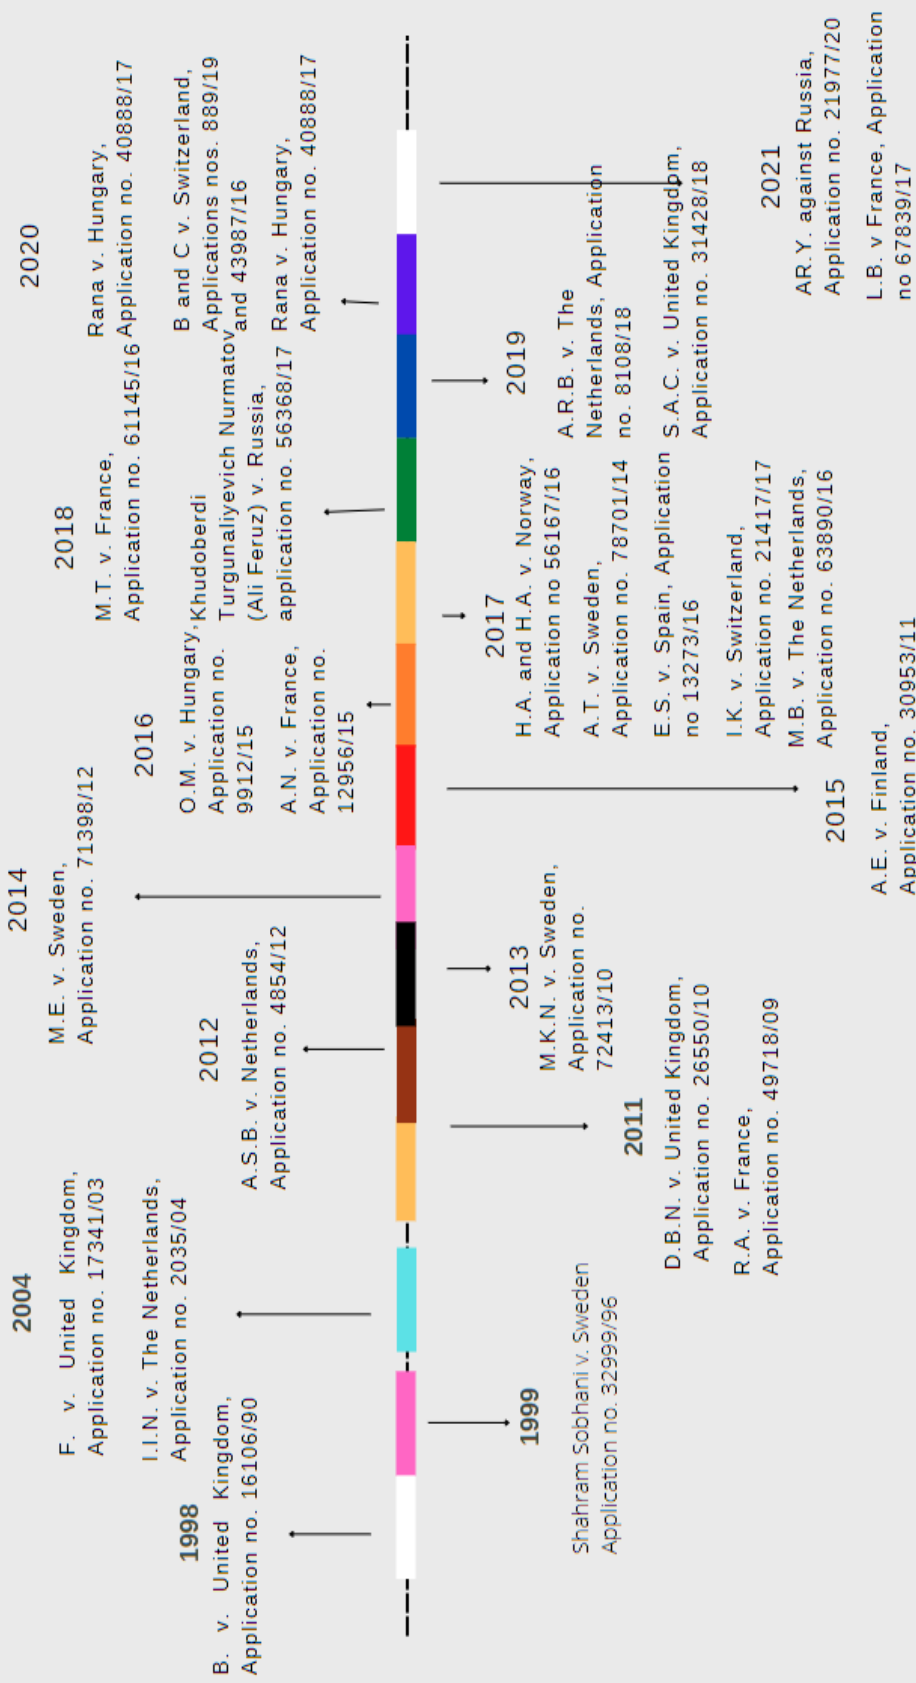 1998
B. v. United Kingdom,
Application no. 16106/90
2004
F. v. United Kingdom,
Application no. 17341/03
I.I.N. v. The Netherlands,
Application no. 2035/04
2012
A.S.B. v. Netherlands,
Application no. 4854/12
2014
M.E. v. Sweden,
Application no. 71398/12
2016
O.M. v. Hungary,
Application no.
9912/15
A.N. v. France,
Application no.
12956/15
2018
M.T. v. France,
Application no. 61145/16
Khudoberdi
Turgunaliyevich Nurmatov
(Ali Feruz) v. Russia,
application no. 56368/17
2020
Rana v. Hungary,
Application no. 40888/17
B and C v. Switzerland,
Applications nos. 889/19
and 43987/16
Rana v. Hungary,
Application no. 40888/17
1999
Shahram Sobhani v. Sweden
Application no. 32999/96
2011
D.B.N. v. United Kingdom,
Application no. 26550/10
R.A. v. France,
Application no. 49718/09
2013
M.K.N. v. Sweden,
Application no.
72413/10
2015
A.E. v. Finland,
Application no. 30953/11
2017
H.A. and H.A. v. Norway,
Application no 56167/16
A.T. v. Sweden,
Application no. 78701/14
E.S. v. Spain, Application
no 13273/16
I.K. v. Switzerland,
Application no. 21417/17
M.B. v. The Netherlands,
Application no. 63890/16
2019
A.R.B. v. The
Netherlands, Application
no. 8108/18
S.A.C. v. United Kingdom,
Application no. 31428/18
2021
AR.Y. against Russia,
Application no. 21977/20
L.B. v France, Application
no 67839/17